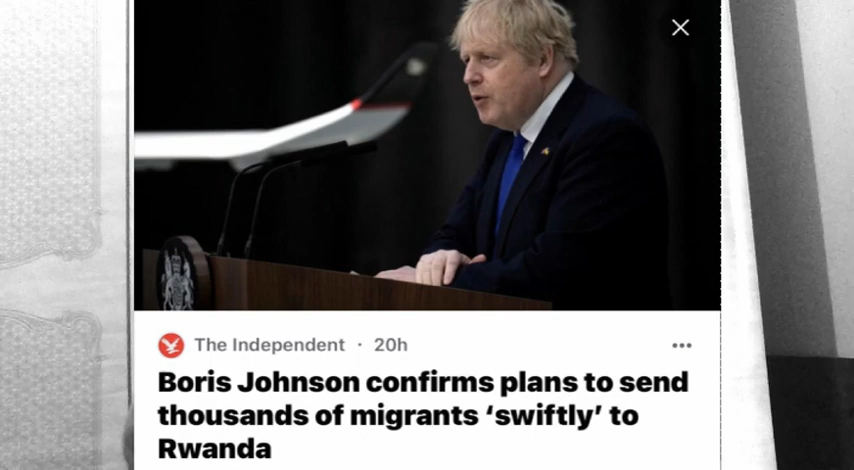 The Independent · 20h
Boris Johnson confirms plans to send
thousands of migrants ‘swiftly’ to
Rwanda